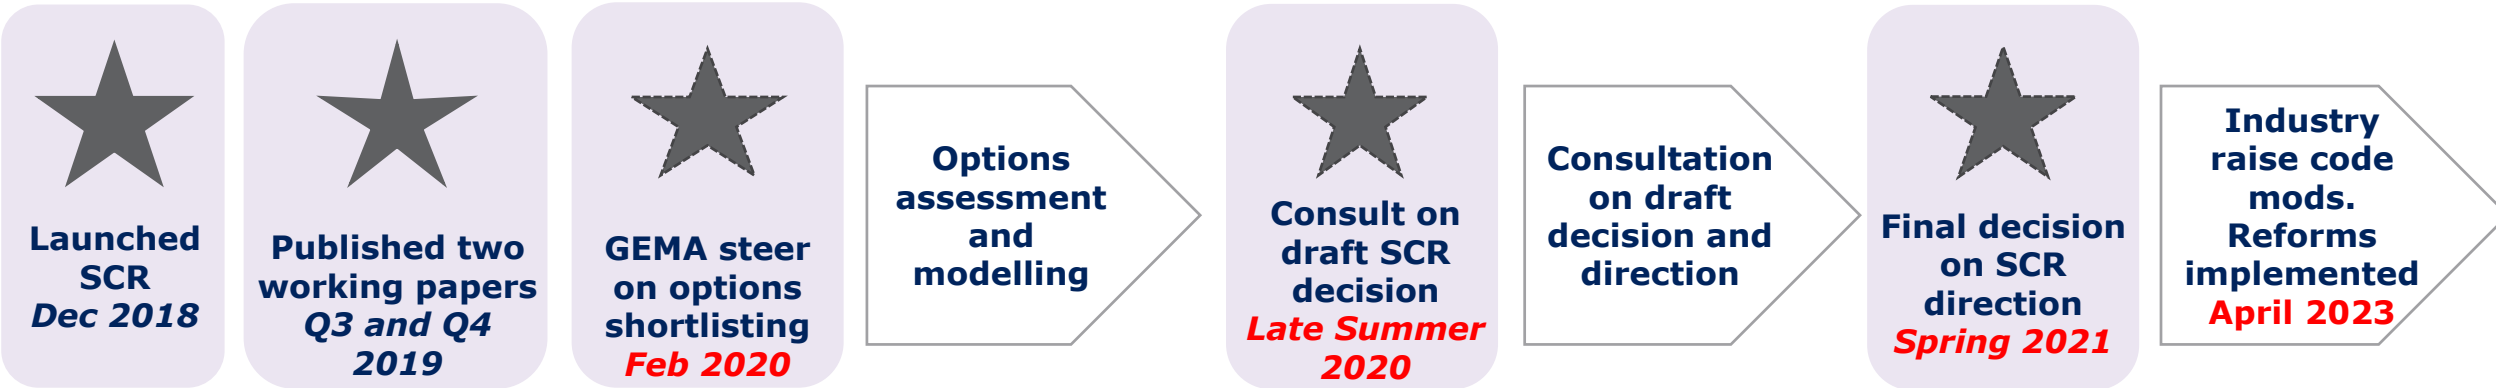 Launched
SCR
Dec 2018
Published two
working papers
Q3 and Q4
2019
GEMA steer
on options
shortlisting
Feb 2020
Options
assessment
and
modelling
Consult on
draft SCR
decision
Late Summer
2020
Consultation
on draft
decision and
direction
Final decision
on SCR
direction
Spring 2021
Industry
raise code
mods.
Reforms
implemented
April 2023